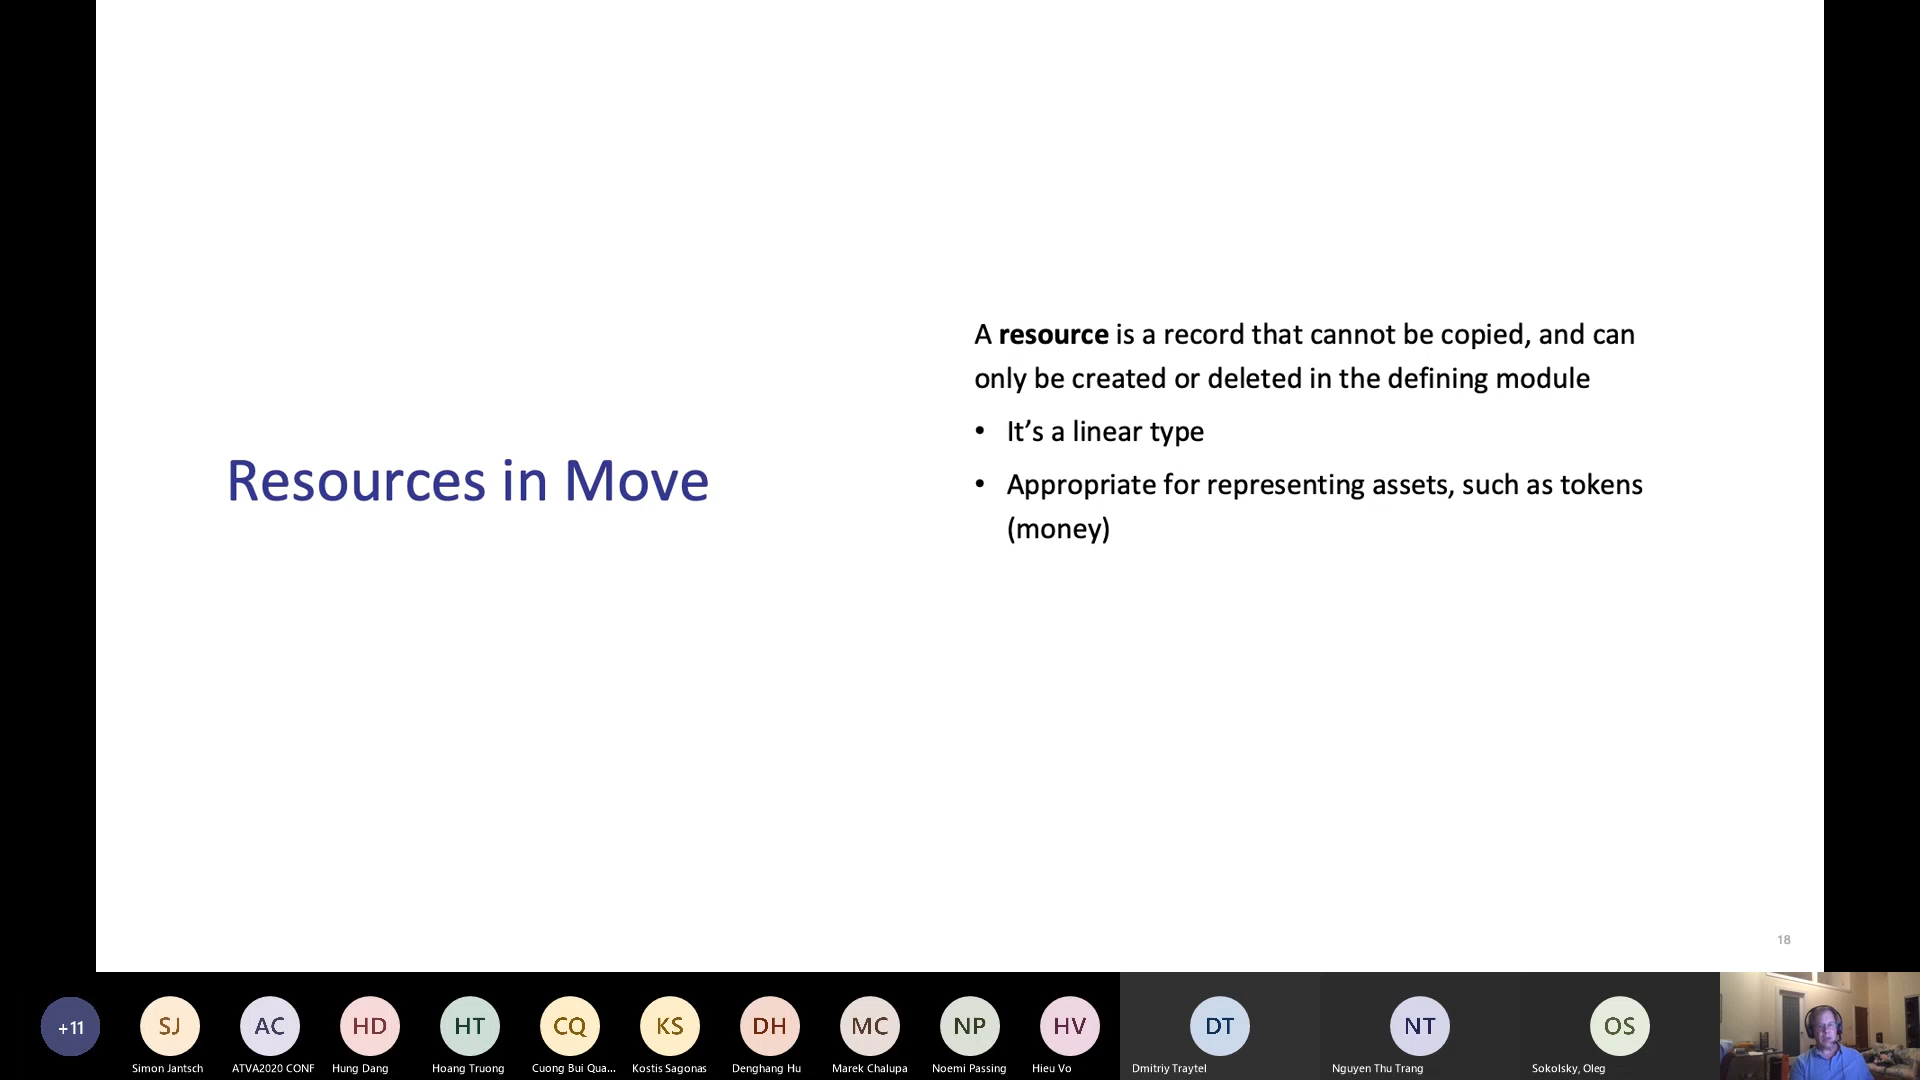 Resources in Move
A resource is a record that cannot be copied, and can
only be created or deleted in the defining module
• It’s a linear type
• Appropriate for representing assets, such as tokens
(money)
18
+11
SJ
AC
HD
HT
CQ
KS
DH
MC
NP
HV
DT
NT
OS
Simon Jantsch
ATVA2020 CONF
Hung Dang
Hoang Truong
Cuong Bui Qua...
Kostis Sagonas
Denghang Hu
Marek Chalupa
Noemi Passing
Hieu Vo
Dmitriy Traytel
Nguyen Thu Trang
Sokolsky, Oleg